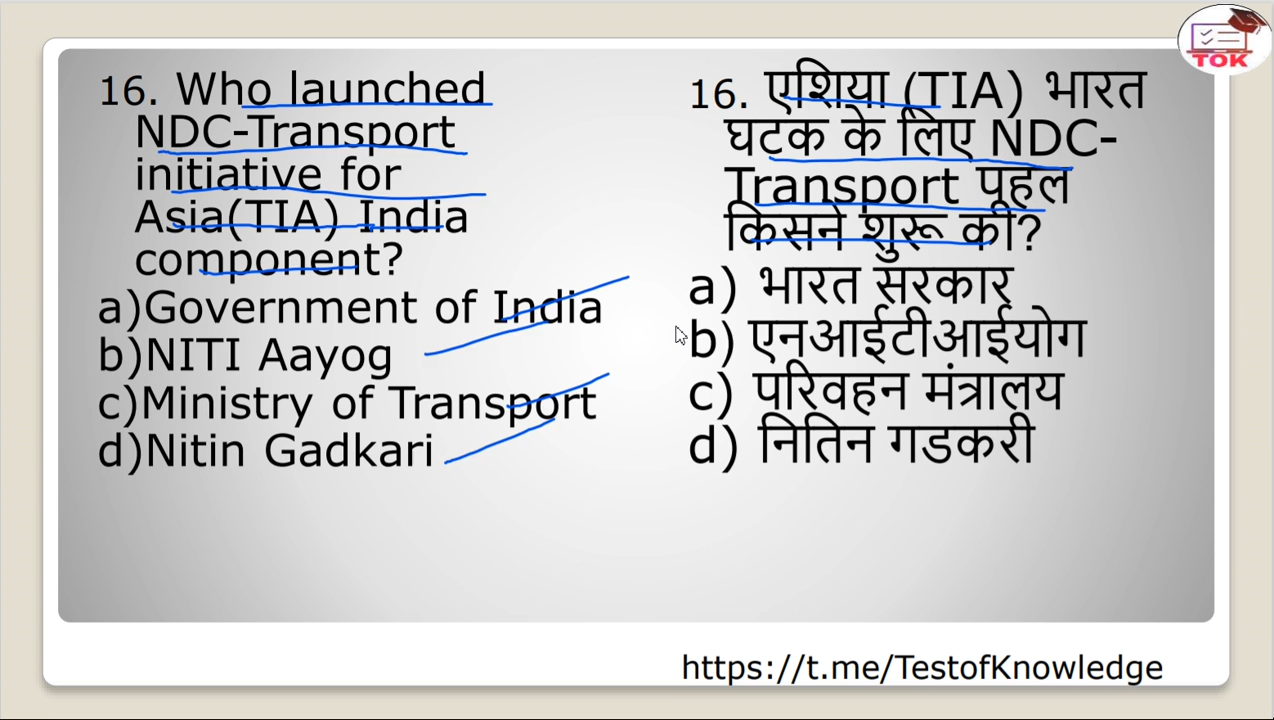 TOK
16. Who launched
NDC-Transport
initiative for
Asia(TIA) India
component?
a)Government of India
b)NITI Aayog
c)Ministry of Transport
d)Nitin Gadkari
16. एशिया (TIA) भारत
घटक के लिए NDC-
Transport पहल
किसने शुरू की?
a) भारत सरकार
b) एनआईटीआईयोग
c) परिवहन मंत्रालय
d) नितिन गडकरी
https://t.me/TestofKnowledge